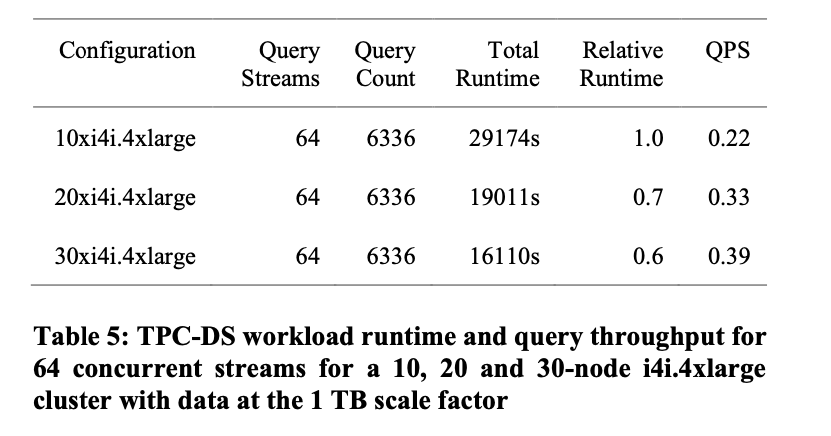 Configuration Query Streams Query Count Total Runtime Relative Runtime QPS
10xi4i.4xlarge 64 6336 29174s 1.0 0.22
20xi4i.4xlarge 64 6336 19011s 0.7 0.33
30xi4i.4xlarge 64 6336 16110s 0.6 0.39
Table 5: TPC-DS workload runtime and query throughput for
64 concurrent streams for a 10, 20 and 30-node i4i.4xlarge
cluster with data at the 1 TB scale factor